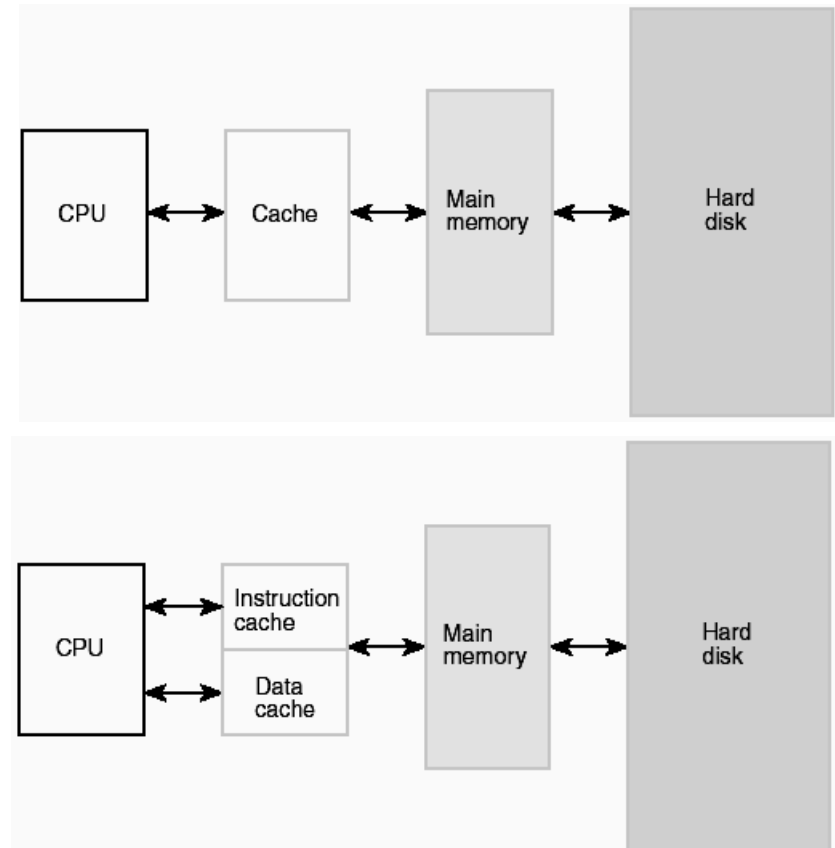 CPU
Cache
Main
memory
Hard
disk
CPU
Instruction
cache
Data
cache
Main
memory
Hard
disk